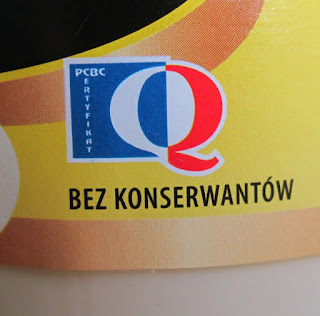 PCBC
CERTYFIKAT
Q
BEZ KONSERWANTÓW